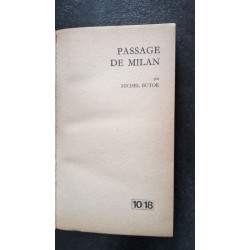 PASSAGE
DE MILAN
par
MICHEL BUTOR
10|18